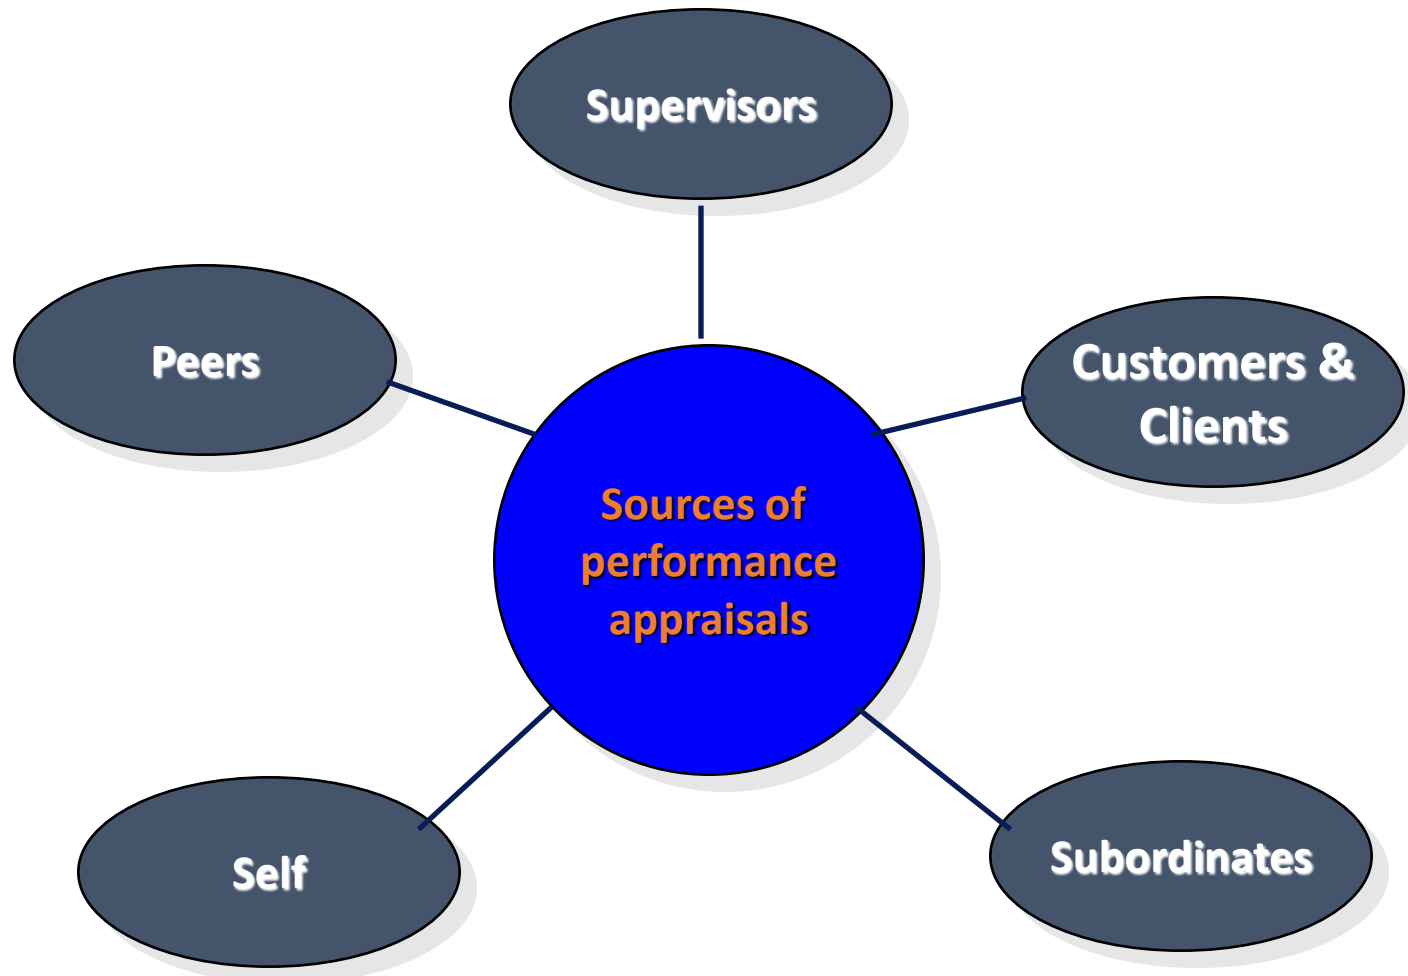 Supervisors
Peers
Customers &
Clients
Sources of
performance
appraisals
Self
Subordinates